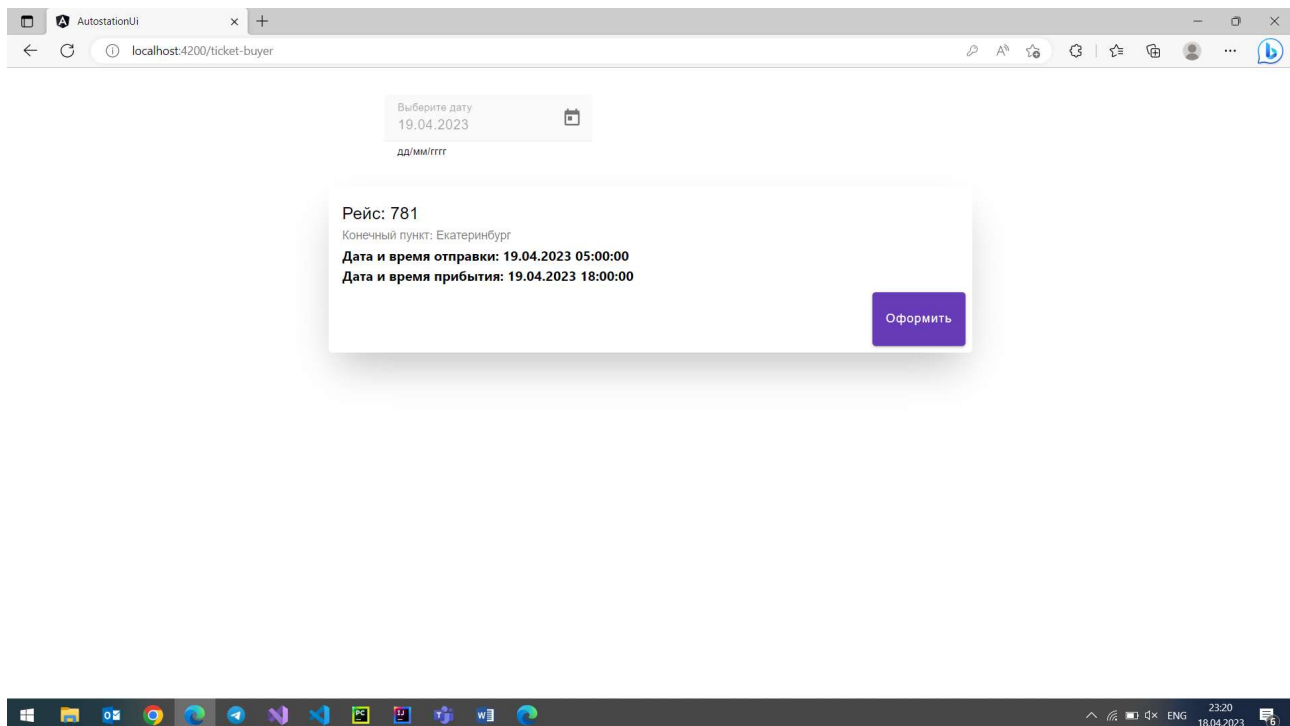 AutostationUi
localhost:4200/ticket-buyer
Выберите дату
19.04.2023
дд/мм/гггг
Рейс: 781
Конечный пункт: Екатеринбург
Дата и время отправки: 19.04.2023 05:00:00
Дата и время прибытия: 19.04.2023 18:00:00
Оформить
ENG
23:20
18.04.2023
6